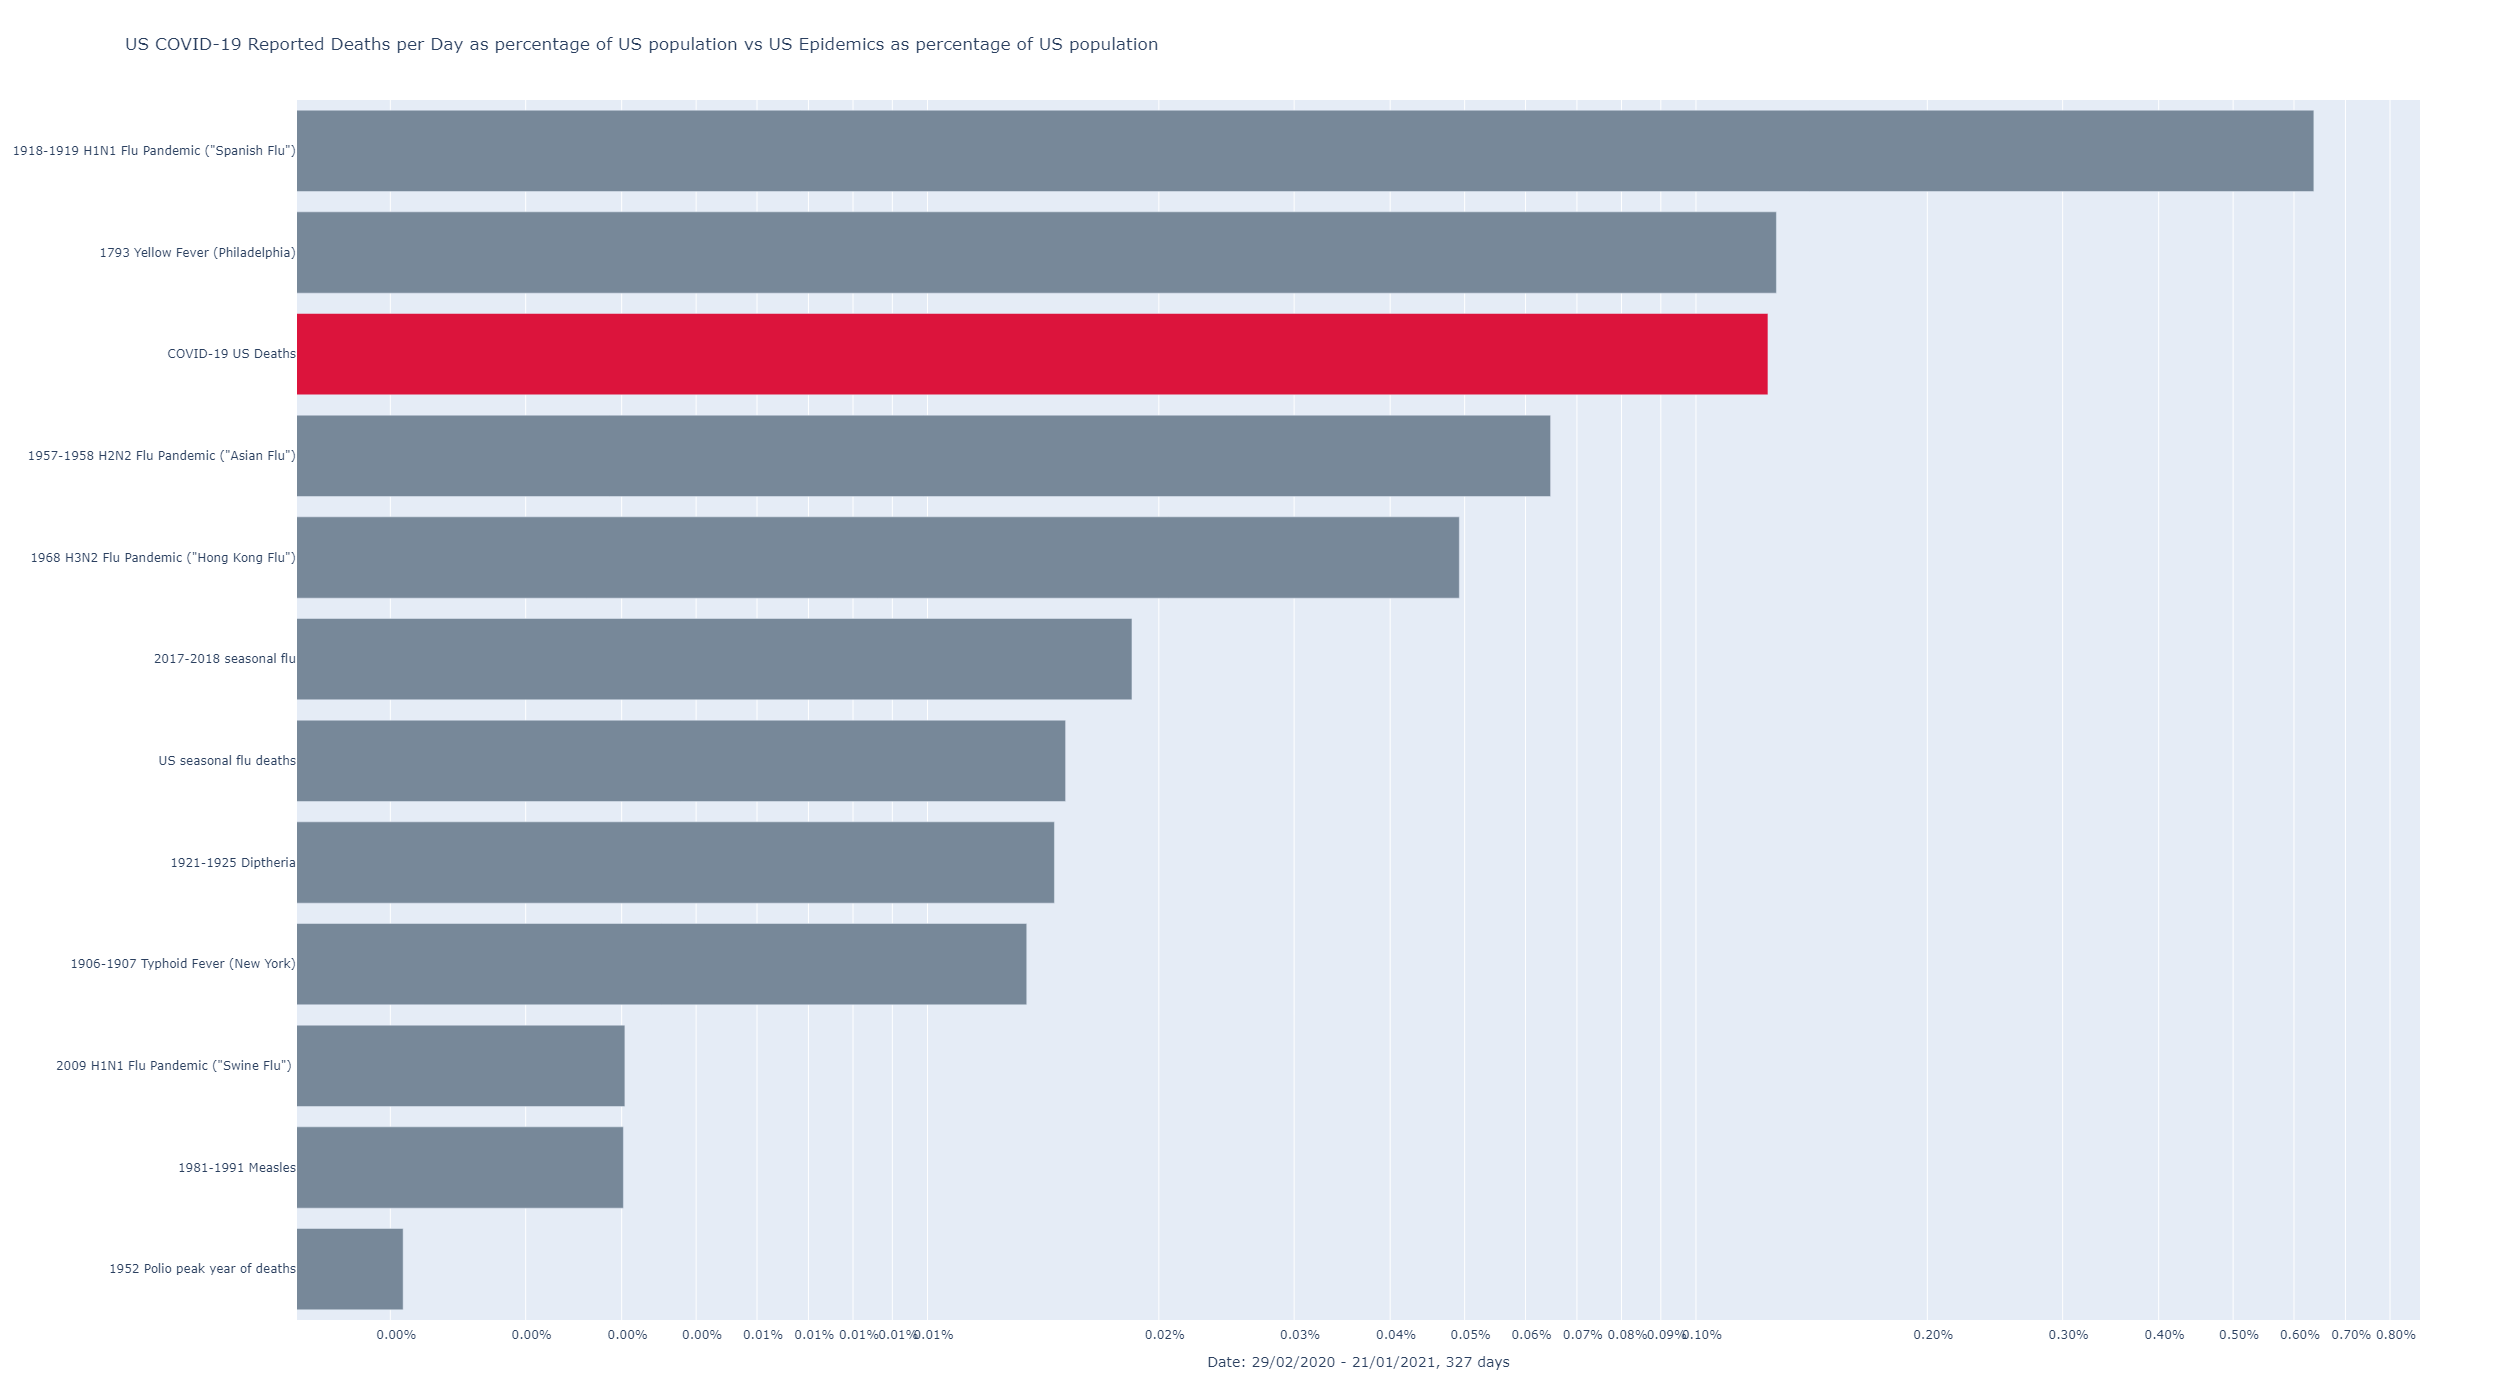 US COVID-19 Reported Deaths per Day as percentage of US population vs US Epidemics as percentage of US population
1918-1919 H1N1 Flu Pandemic ("Spanish Flu")
1793 Yellow Fever (Philadelphia)
COVID-19 US Deaths
1957-1958 H2N2 Flu Pandemic ("Asian Flu")
1968 H3N2 Flu Pandemic ("Hong Kong Flu")
2017-2018 seasonal flu
US seasonal flu deaths
1921-1925 Diptheria
1906-1907 Typhoid Fever (New York)
2009 H1N1 Flu Pandemic ("Swine Flu")
1981-1991 Measles
1952 Polio peak year of deaths
0.00% 0.00% 0.00% 0.00% 0.01% 0.01% 0.01% 0.01% 0.01% 0.02% 0.03% 0.04% 0.05% 0.06% 0.07% 0.08% 0.09% 0.10% 0.20% 0.30% 0.40% 0.50% 0.60% 0.70% 0.80%
Date: 29/02/2020 - 21/01/2021, 327 days